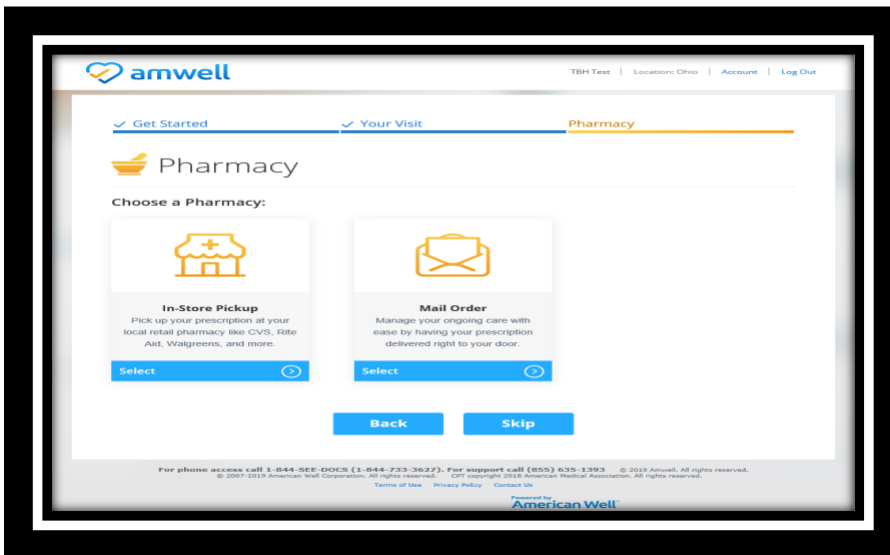 amwell
TBH Test | Location: Ohio | Account | Log Out
Get Started
Your Visit
Pharmacy
Pharmacy
Choose a Pharmacy:
In-Store Pickup
Pick up your prescription at your
local retail pharmacy like CVS, Rite
Aid, Walgreens, and more.
Select
Mail Order
Manage your ongoing care with
ease by having your prescription
delivered right to your door.
Select
Back
Skip
For phone access call 1-844-SEE-DOCS (1-844-733-3627). For support call (855) 635-1393 © 2019 Amwell. All rights reserved.
© 2007-2019 American Well Corporation. All rights reserved. CPT copyright 2018 American Medical Association. All rights reserved.
Terms of Use Privacy Policy Contact Us
Powered by
American Well